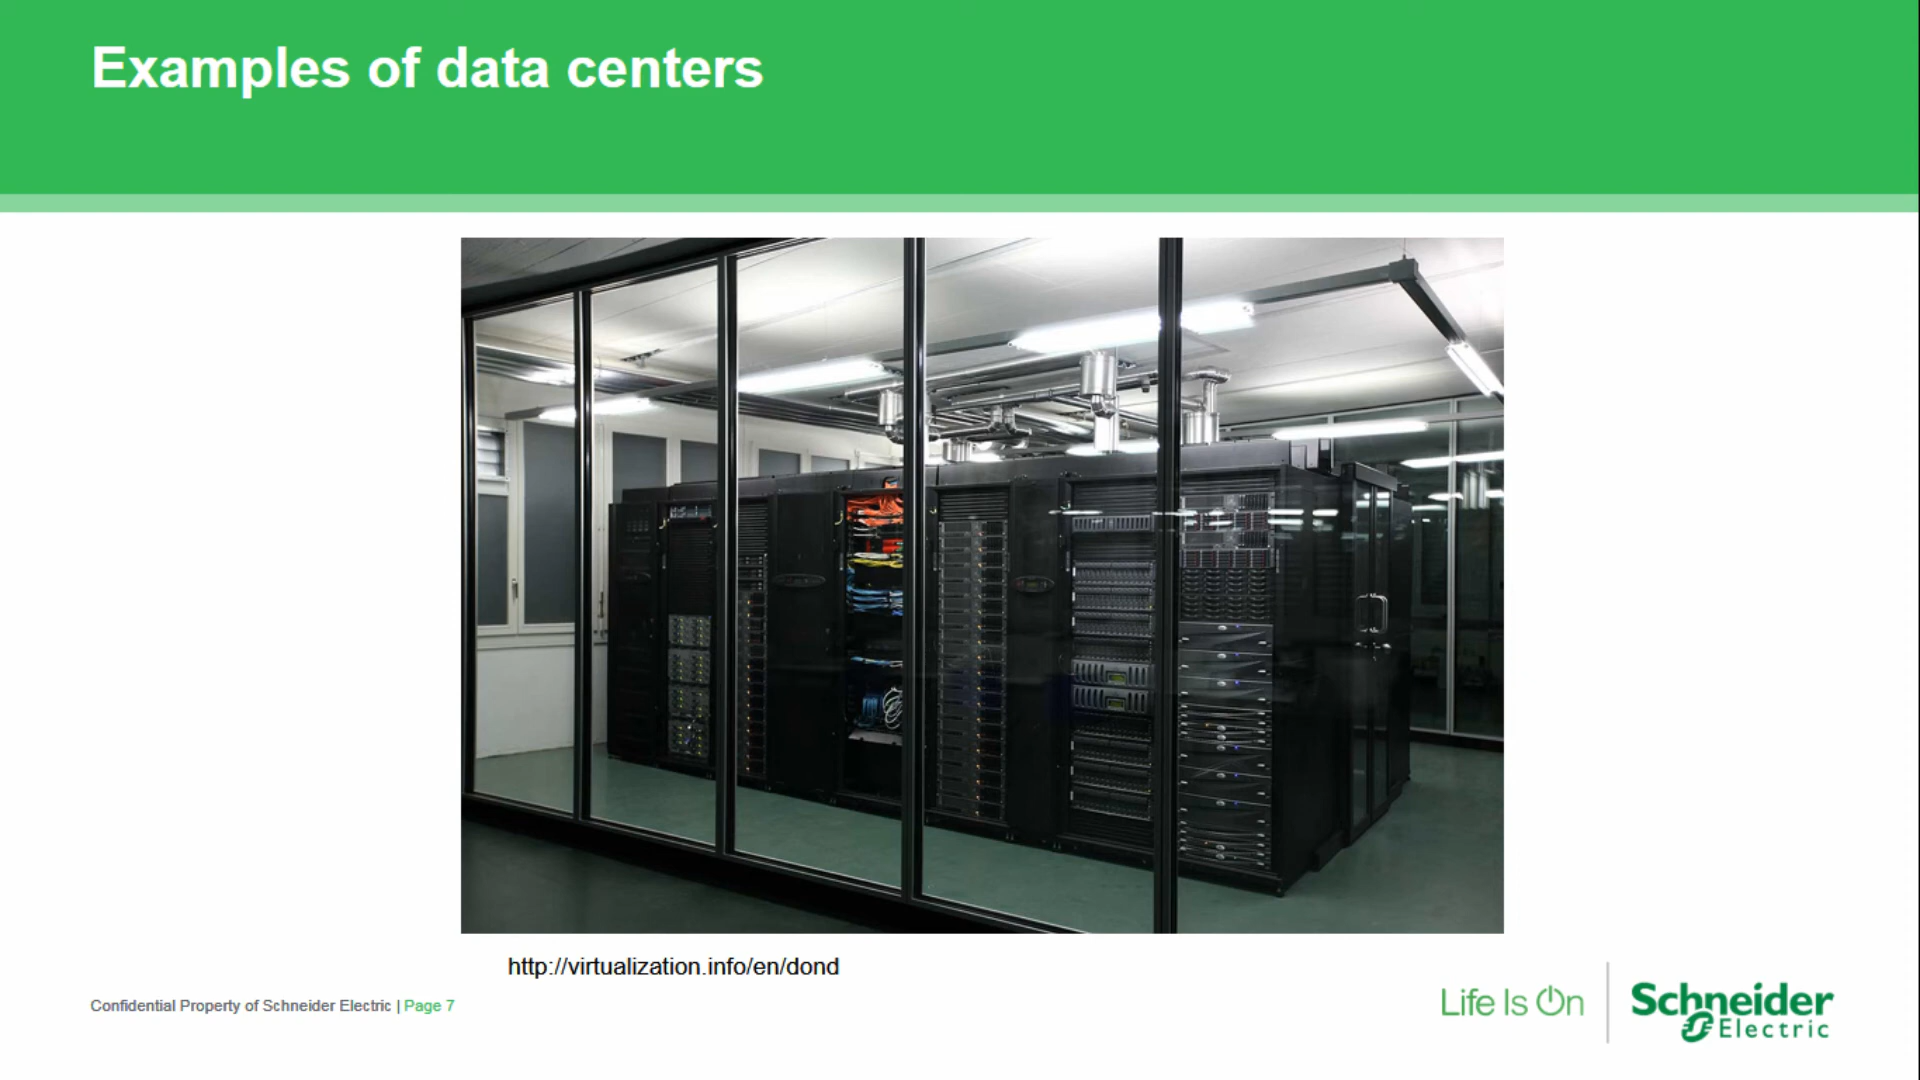 Examples of data centers
http://virtualization.info/en/dond
Confidential Property of Schneider Electric | Page 7
Life Is On
Schneider
Electric